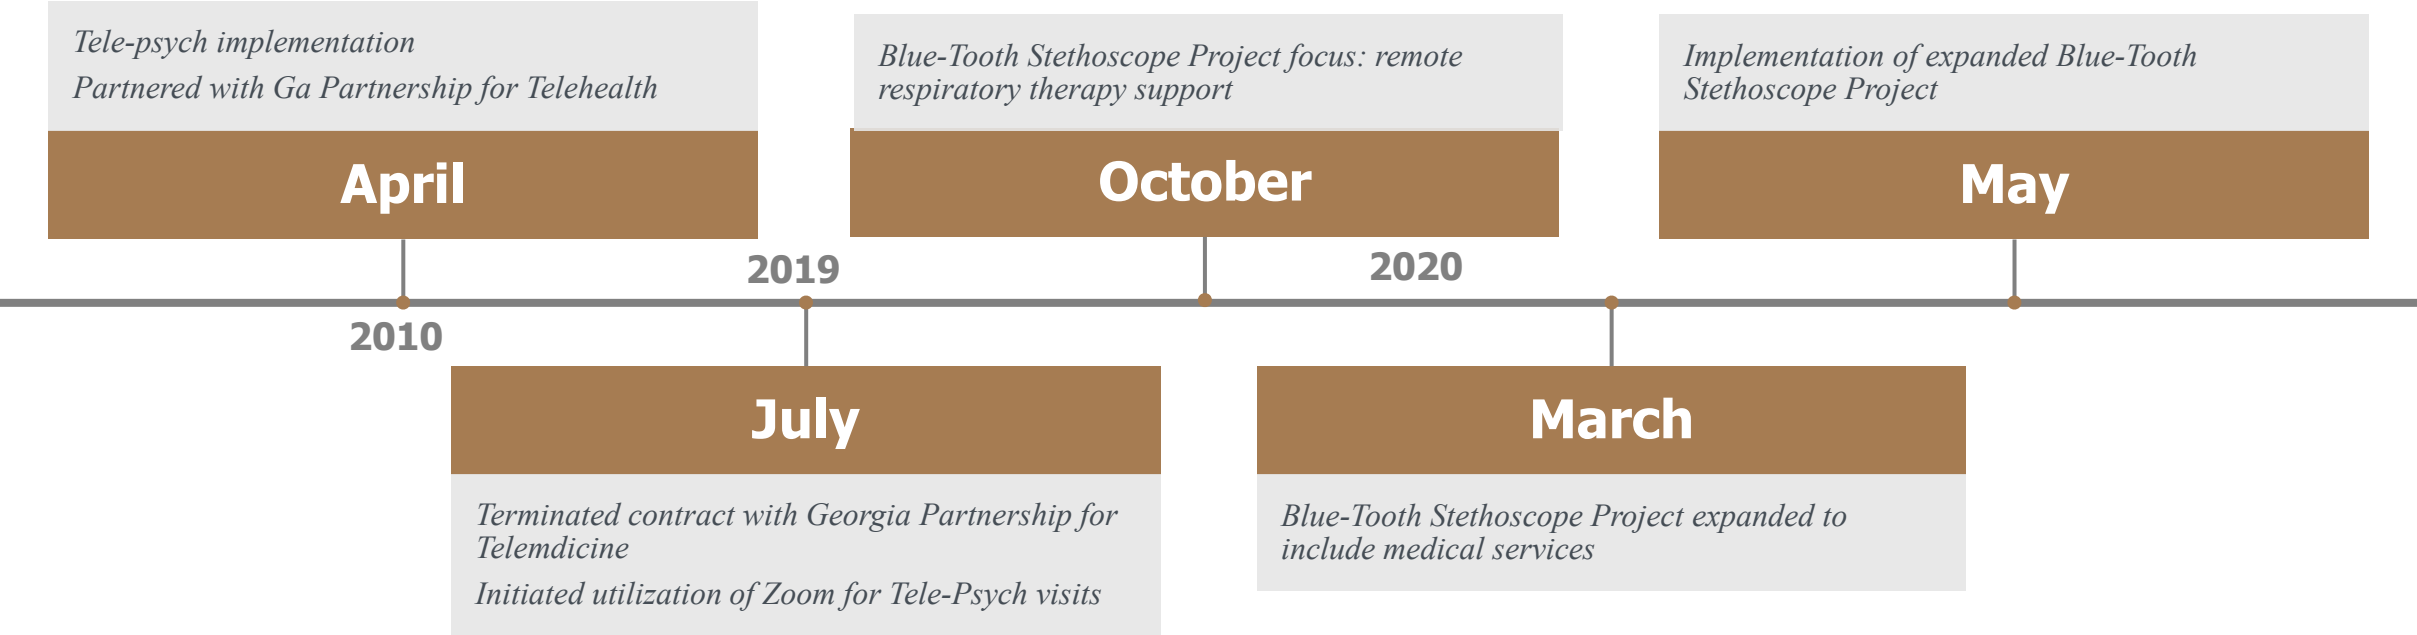 Tele-psych implementation
Partnered with Ga Partnership for Telehealth
April
2010
2019
July
Terminated contract with Georgia Partnership for
Telemdicine
Initiated utilization of Zoom for Tele-Psych visits
Blue-Tooth Stethoscope Project focus: remote
respiratory therapy support
October
2020
March
Blue-Tooth Stethoscope Project expanded to
include medical services
Implementation of expanded Blue-Tooth
Stethoscope Project
May